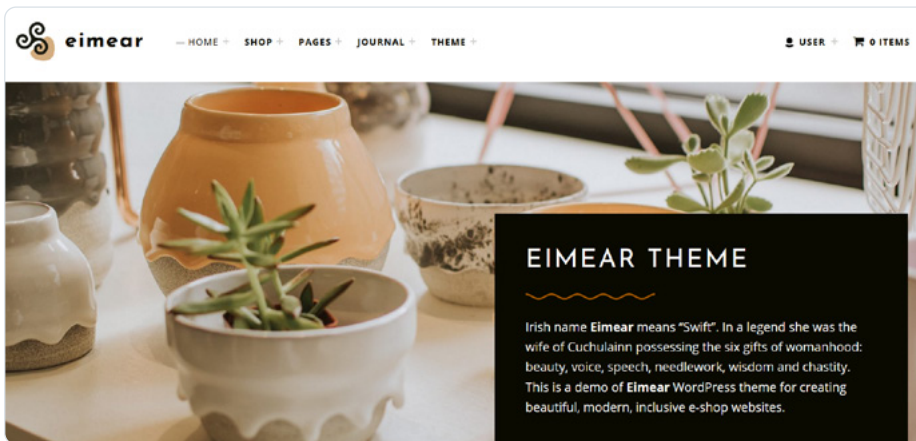 eimear
— HOME + SHOP + PAGES + JOURNAL + THEME +
USER + 0 ITEMS
EIMEAR THEME
Irish name Eimear means “Swift”. In a legend she was the
wife of Cuchulainn possessing the six gifts of womanhood:
beauty, voice, speech, needlework, wisdom and chastity.
This is a demo of Eimear WordPress theme for creating
beautiful, modern, inclusive e-shop websites.